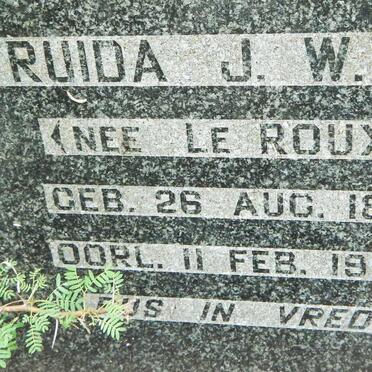 RUIDA J. W.
(NEE LE ROUX
GEB. 26 AUG. 18
OORL. 11 FEB. 19
RUS IN VREDE